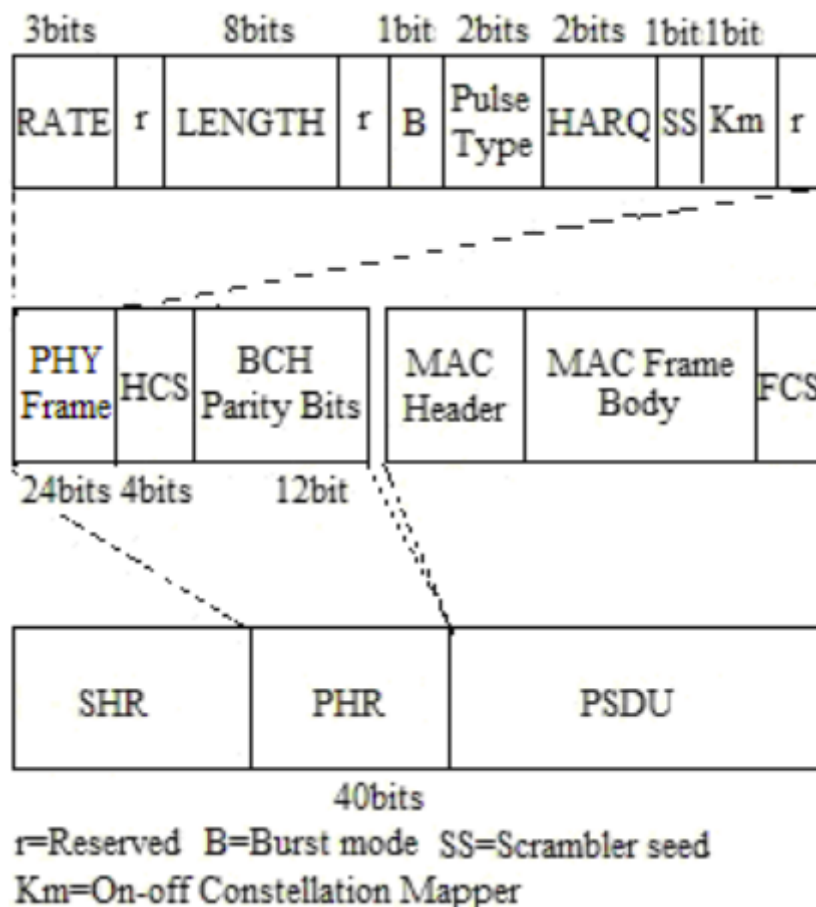 3bits 8bits 1bit 2bits 2bits 1bit 1bit
RATE r LENGTH r B Pulse Type HARQ SS Km r
PHY Frame HCS BCH Parity Bits MAC Header MAC Frame Body FCS
24bits 4bits 12bit
SHR PHR PSDU
40bits
r=Reserved B=Burst mode SS=Scrambler seed
Km=On-off Constellation Mapper